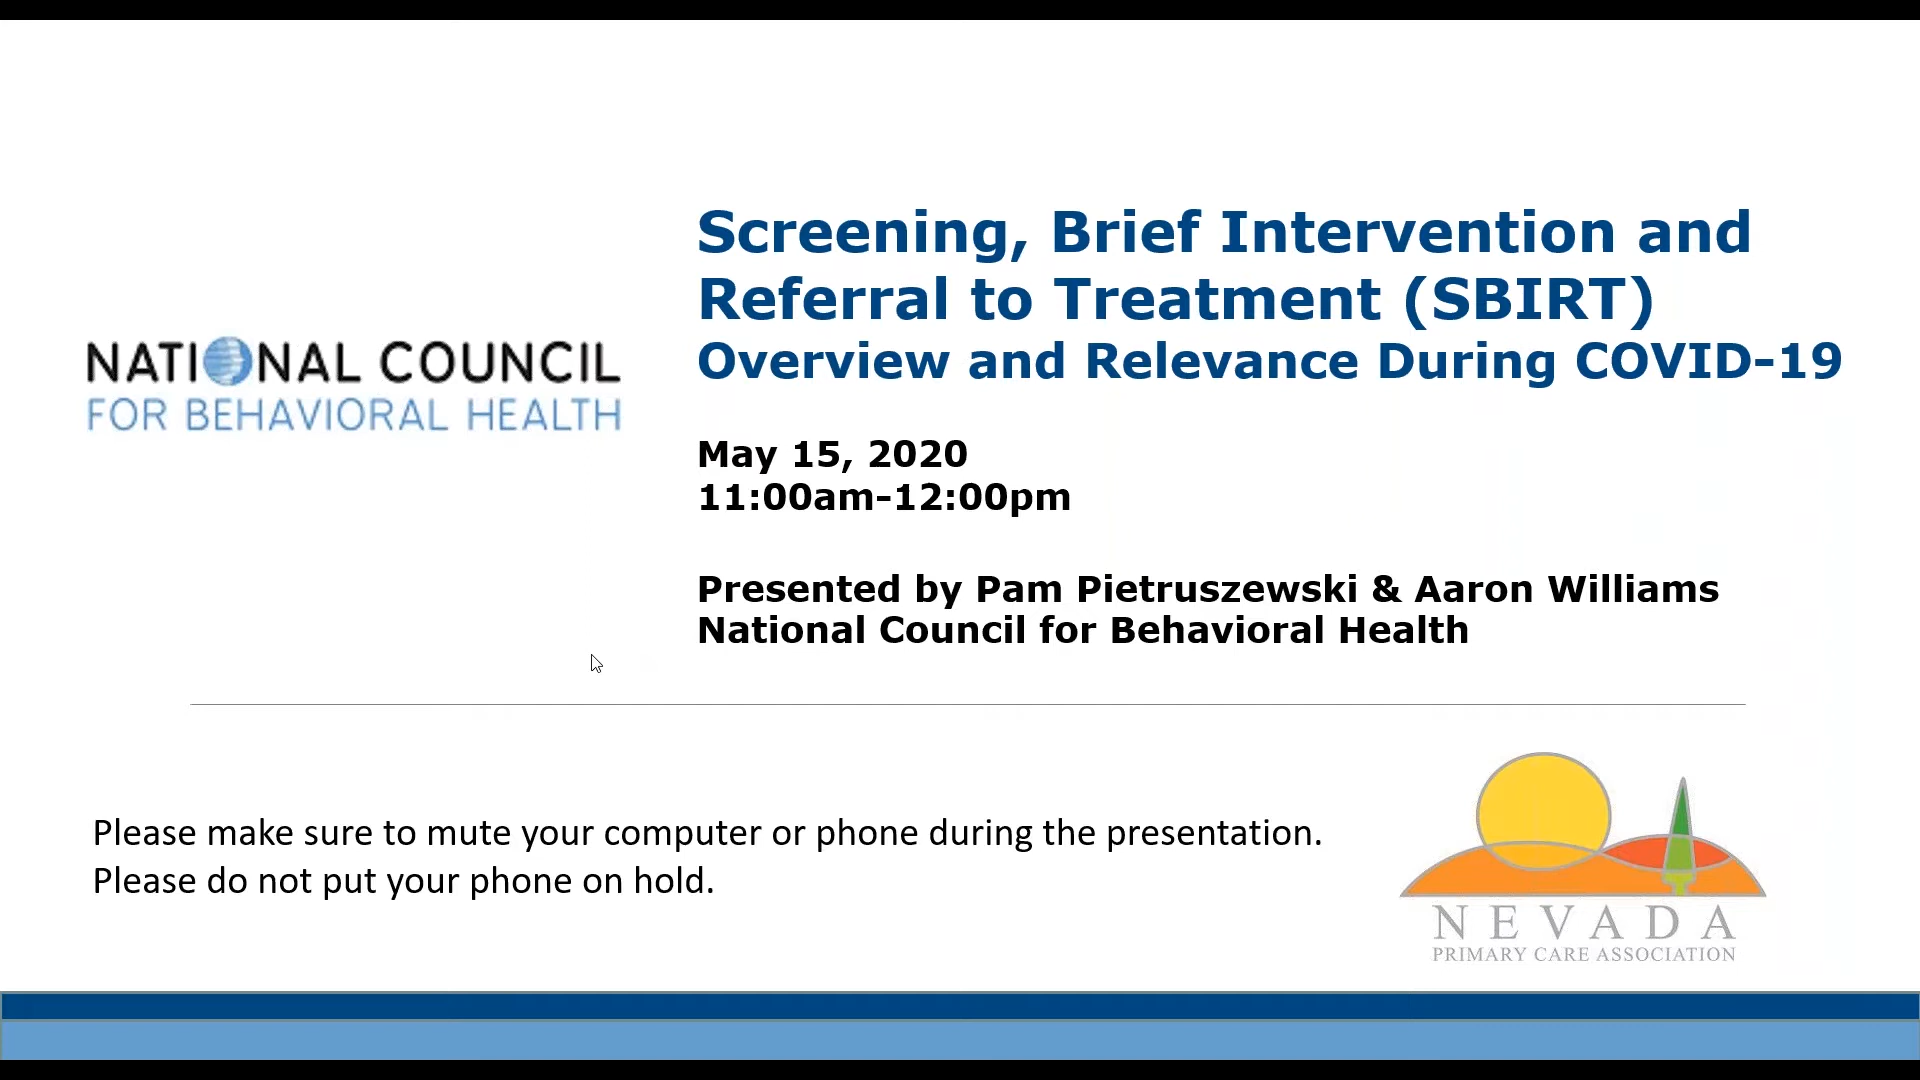 Screening, Brief Intervention and
Referral to Treatment (SBIRT)
Overview and Relevance During COVID-19
NATIONAL COUNCIL
FOR BEHAVIORAL HEALTH
May 15, 2020
11:00am-12:00pm
Presented by Pam Pietruszewski & Aaron Williams
National Council for Behavioral Health
Please make sure to mute your computer or phone during the presentation.
Please do not put your phone on hold.
NEVADA
PRIMARY CARE ASSOCIATION